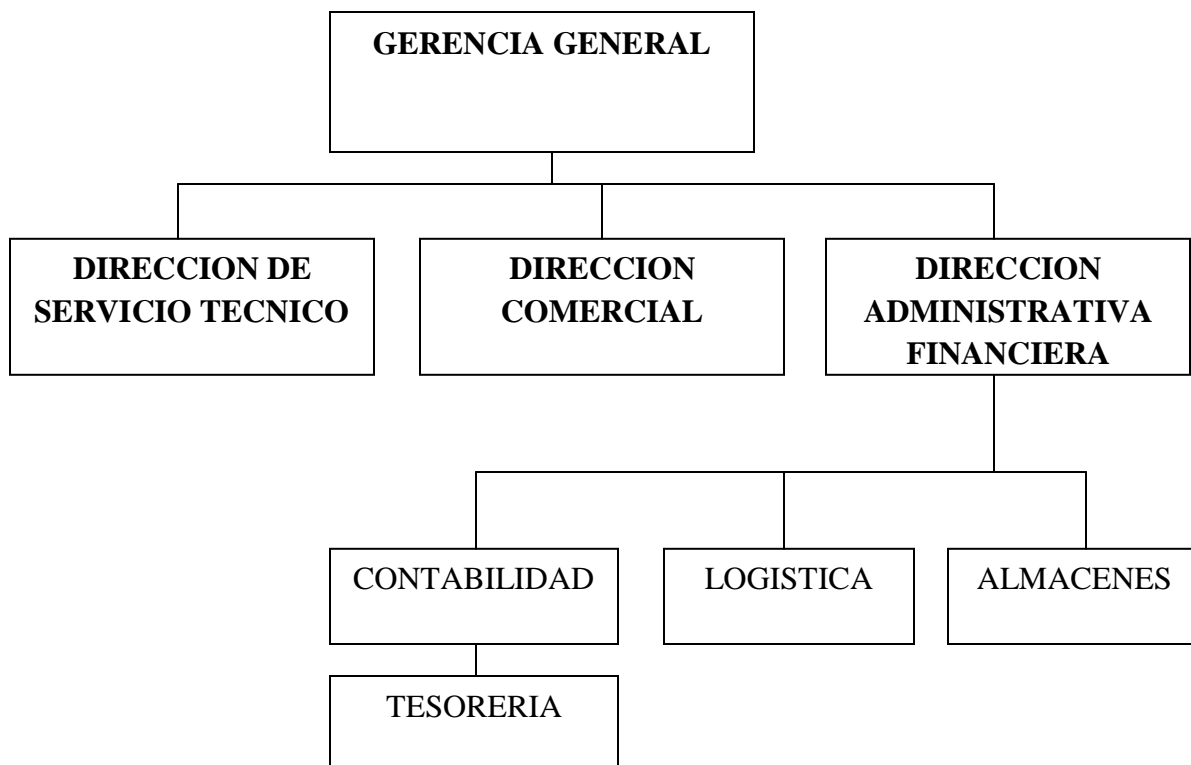 GERENCIA GENERAL
DIRECCION DE
SERVICIO TECNICO
DIRECCION
COMERCIAL
DIRECCION
ADMINISTRATIVA
FINANCIERA
CONTABILIDAD
LOGISTICA
ALMACENES
TESORERIA